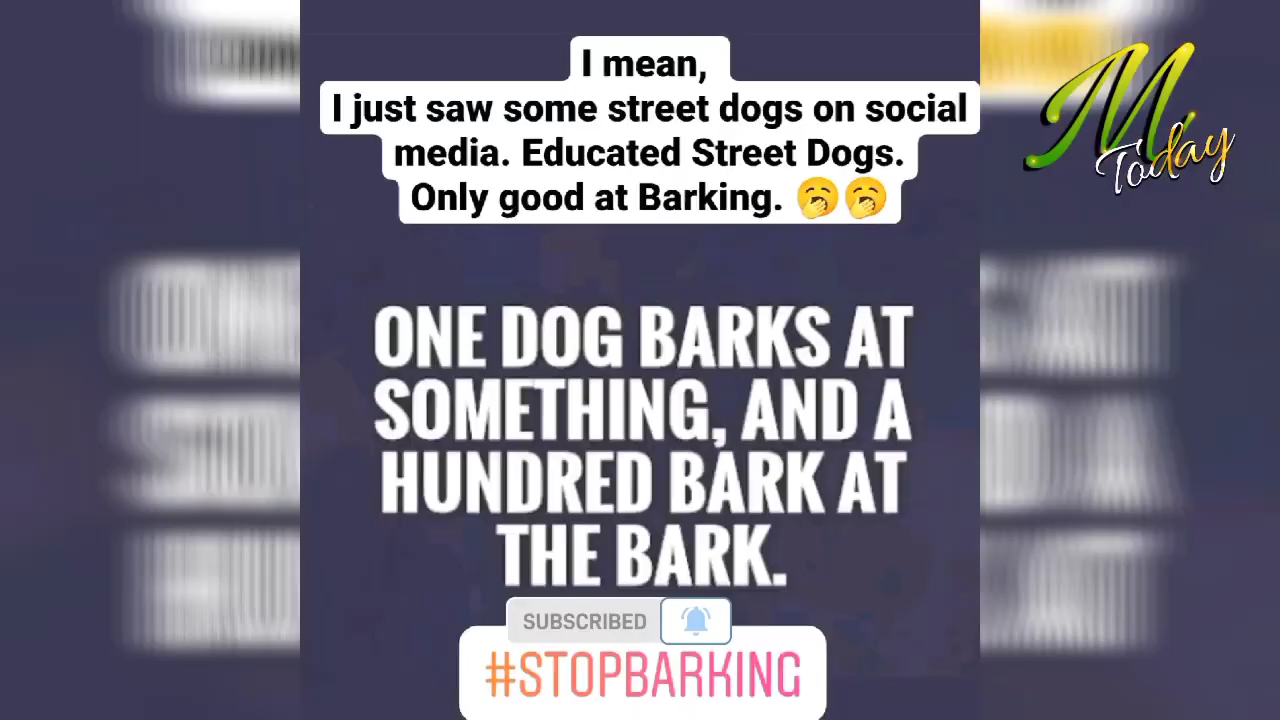 I mean,
I just saw some street dogs on social
media. Educated Street Dogs.
Only good at Barking. 🥱🥱
M
Today
ONE DOG BARKS AT
SOMETHING, AND A
HUNDRED BARK AT
THE BARK.
SUBSCRIBED
#STOPBARKING